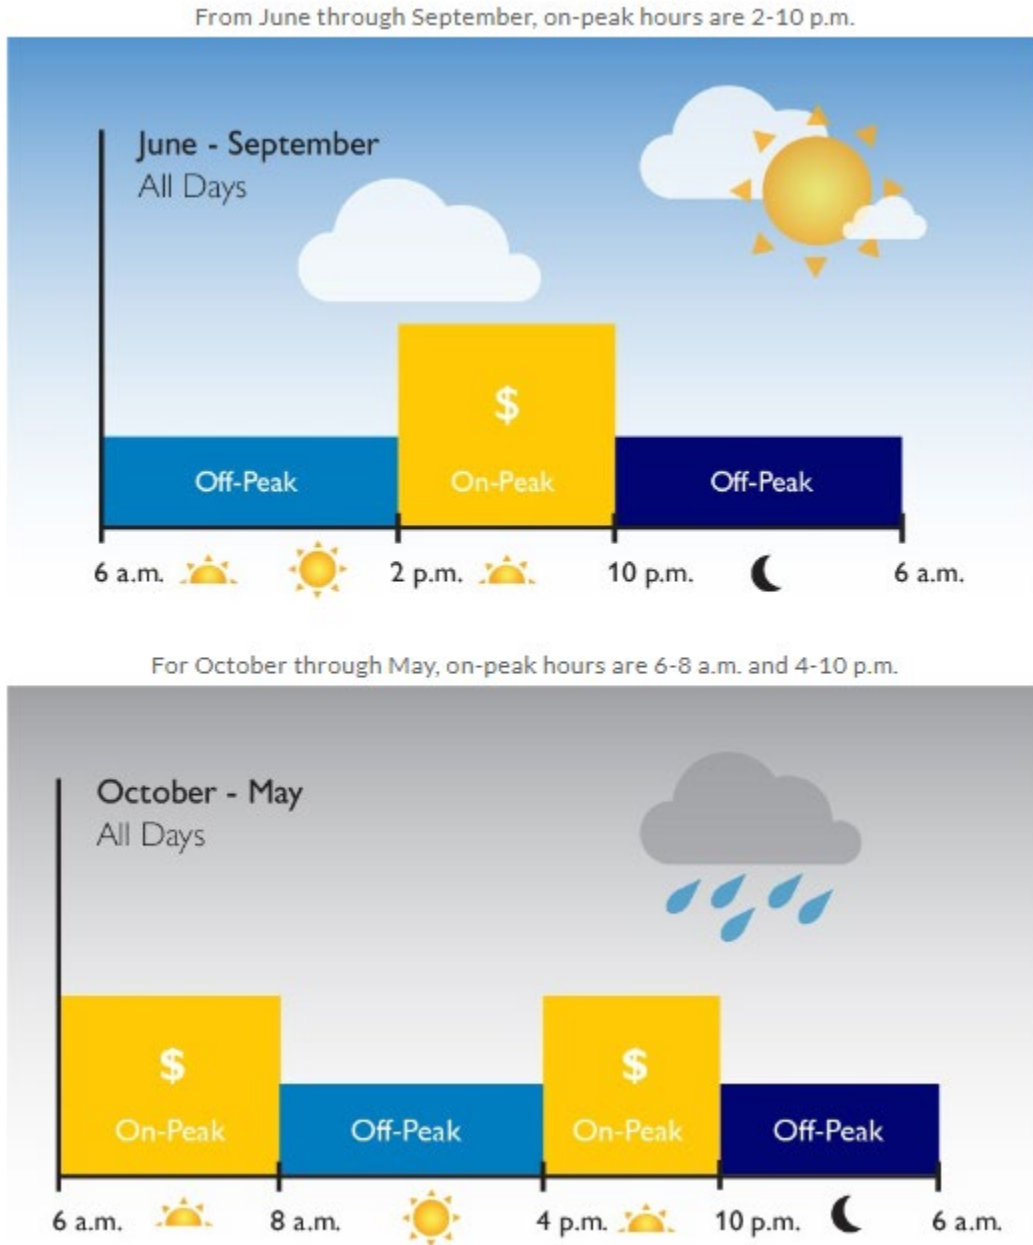 From June through September, on-peak hours are 2-10 p.m.
June - September
All Days
$
Off-Peak On-Peak Off-Peak
6 a.m. 2 p.m. 10 p.m. 6 a.m.
For October through May, on-peak hours are 6-8 a.m. and 4-10 p.m.
October - May
All Days
$ $
On-Peak Off-Peak On-Peak Off-Peak
6 a.m. 8 a.m. 4 p.m. 10 p.m. 6 a.m.